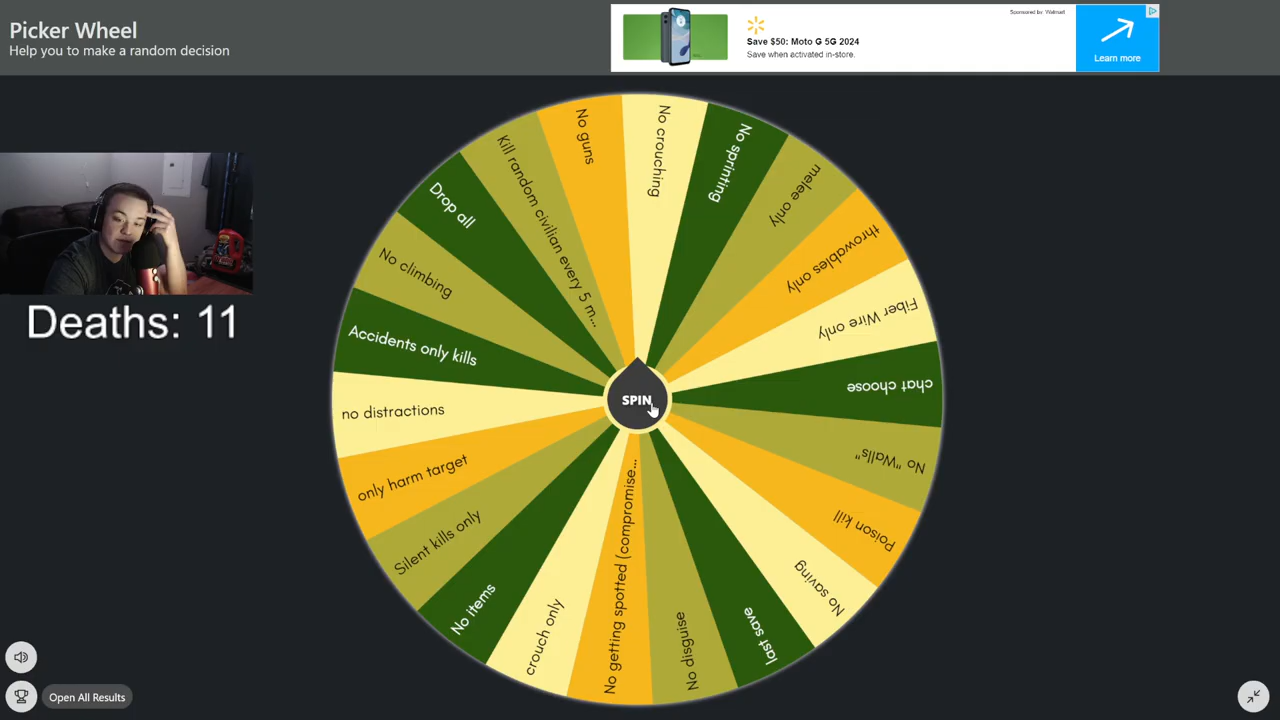 Picker Wheel
Help you to make a random decision
Sponsored by: Walmart
Save $50: Moto G 5G 2024
Save when activated in-store.
Learn more
Deaths: 11
No crouching
No sprinting
melee only
throwables only
Fiber Wire only
chat choose
No "Walls"
Poison kill
No saving
last save
No disguise
No getting spotted (compromise...
crouch only
No items
Silent kills only
only harm target
no distractions
Accidents only kills
No climbing
Drop all
Kill random civilian every 5 m...
No guns
SPIN
Open All Results